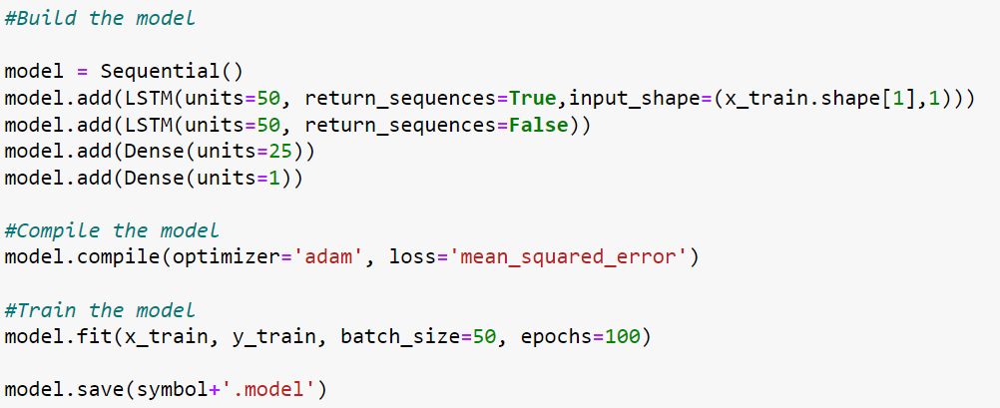 #Build the model
model = Sequential()
model.add(LSTM(units=50, return_sequences=True,input_shape=(x_train.shape[1],1)))
model.add(LSTM(units=50, return_sequences=False))
model.add(Dense(units=25))
model.add(Dense(units=1))
#Compile the model
model.compile(optimizer='adam', loss='mean_squared_error')
#Train the model
model.fit(x_train, y_train, batch_size=50, epochs=100)
model.save(symbol+'.model')